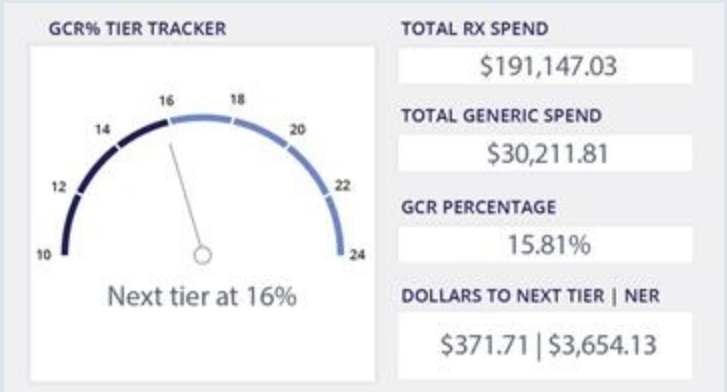 GCR% TIER TRACKER
10
12
14
16
18
20
22
24
Next tier at 16%
TOTAL RX SPEND
$191,147.03
TOTAL GENERIC SPEND
$30,211.81
GCR PERCENTAGE
15.81%
DOLLARS TO NEXT TIER | NER
$371.71 | $3,654.13